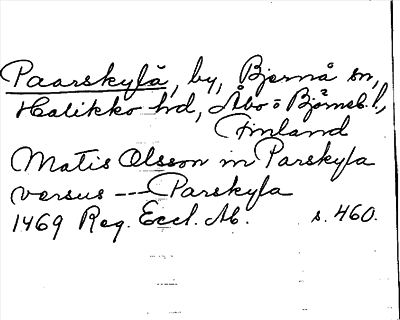 Paarskylä, by, Bjernå sn,
Halikko hd, Åbo o Björneb. l,
Finland
Matis Olsson in Parskyla
versus --- Parskyla
1469 Reg. Eccl. Ab. s. 460.